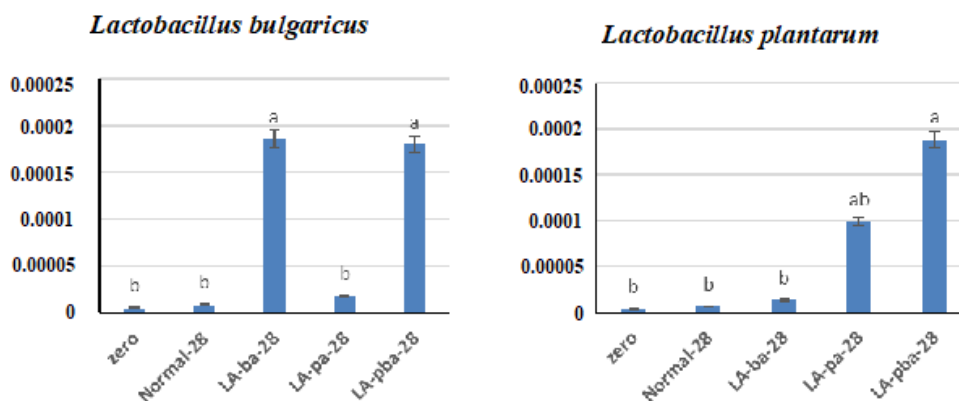 Lactobacillus bulgaricus
0.00025
0.0002
0.00015
0.0001
0.00005
0
b
b
a
b
a
zero
Normal-28
LA-ba-28
LA-pa-28
LA-pba-28
Lactobacillus plantarum
0.00025
0.0002
0.00015
0.0001
0.00005
0
b
b
b
ab
a
zero
Normal-28
LA-ba-28
LA-pa-28
LA-pba-28